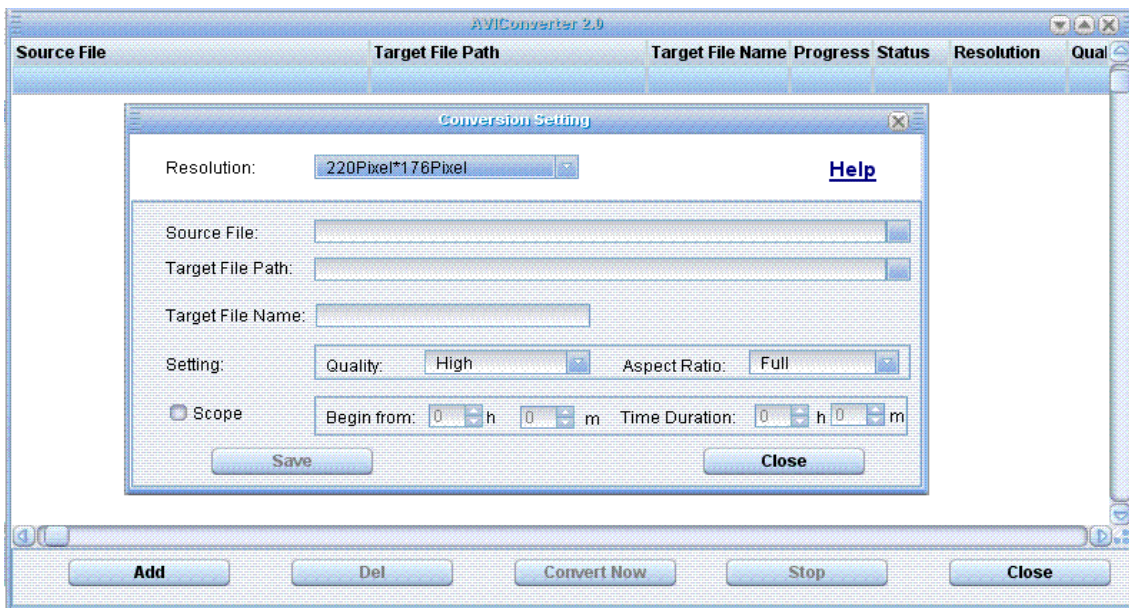 AVIConverter 2.0
Source File Target File Path Target File Name Progress Status Resolution Qual
Conversion Setting
Resolution: 220Pixel*176Pixel Help
Source File:
Target File Path:
Target File Name:
Setting: Quality: High Aspect Ratio: Full
Scope Begin from: 0 h 0 m Time Duration: 0 h 0 m
Save Close
Add Del Convert Now Stop Close